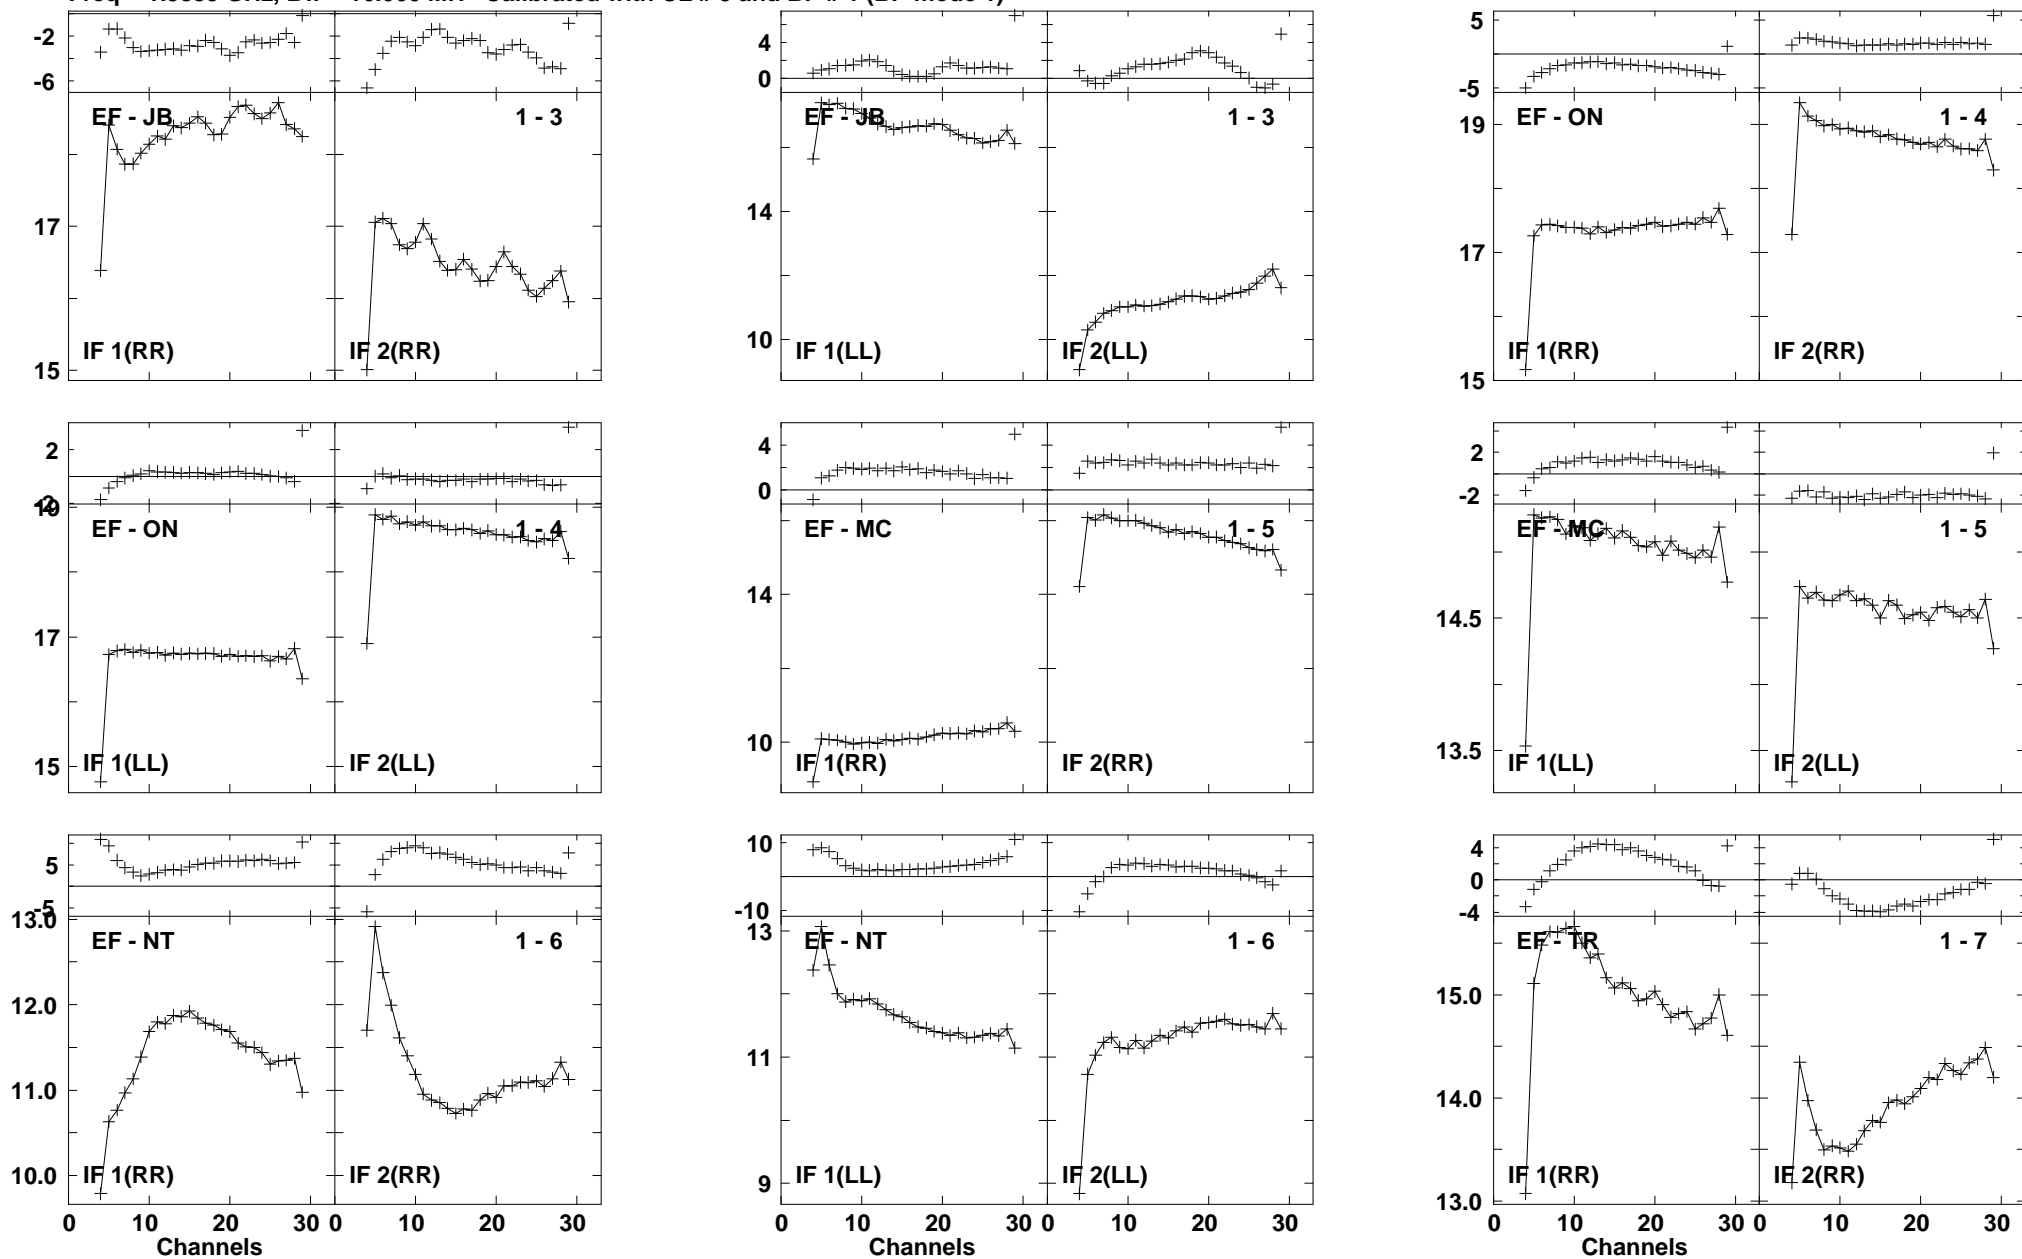 -2
-6
EF - JB
1 - 3
17
15
IF 1(RR)
IF 2(RR)
4
0
EF - JB
1 - 3
14
10
IF 1(LL)
IF 2(LL)
5
-5
EF - ON
1 - 4
19
17
15
IF 1(RR)
IF 2(RR)
2
-2
19
EF - ON
1 - 4
17
15
IF 1(LL)
IF 2(LL)
4
0
EF - MC
1 - 5
14
10
IF 1(RR)
IF 2(RR)
2
-2
EF - MC
1 - 5
14.5
13.5
IF 1(LL)
IF 2(LL)
5
-5
13.0
EF - NT
1 - 6
12.0
11.0
10.0
IF 1(RR)
IF 2(RR)
0 10 20 30 0 10 20 30
Channels
10
-10
13
EF - NT
1 - 6
11
9
IF 1(LL)
IF 2(LL)
0 10 20 30 0 10 20 30
Channels
4
0
-4
EF - TR
1 - 7
15.0
14.0
13.0
IF 1(RR)
IF 2(RR)
0 10 20 30 0 10 20 30
Channels